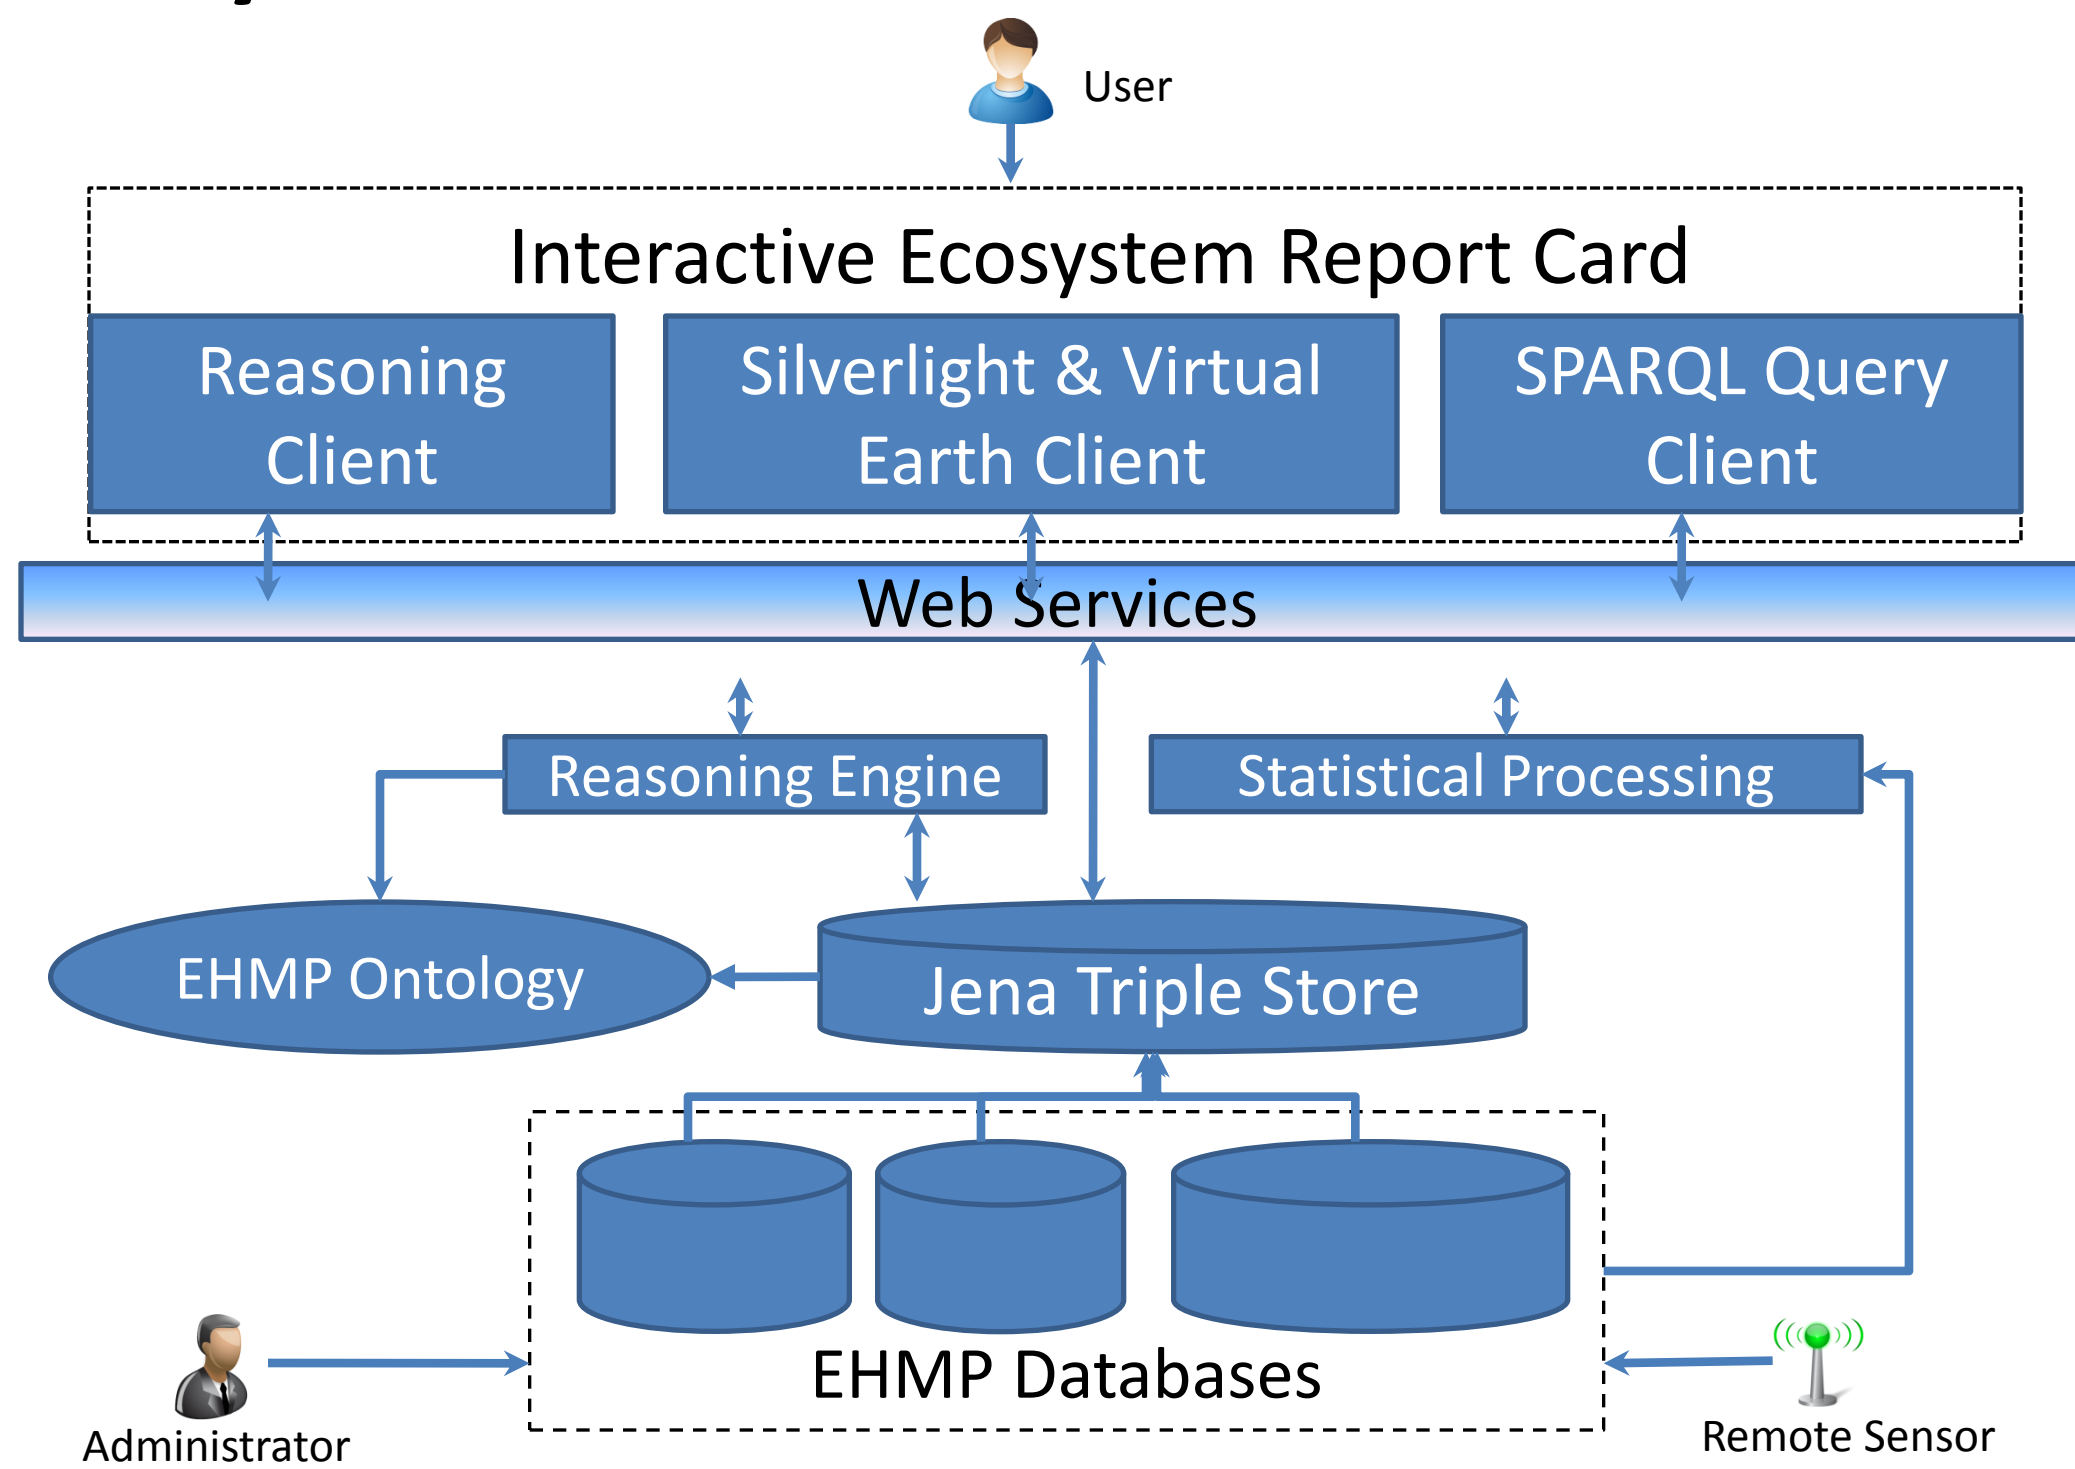 User
Interactive Ecosystem Report Card
Reasoning
Client
Silverlight & Virtual
Earth Client
SPARQL Query
Client
Web Services
Reasoning Engine
Statistical Processing
EHMP Ontology
Jena Triple Store
EHMP Databases
Administrator
Remote Sensor